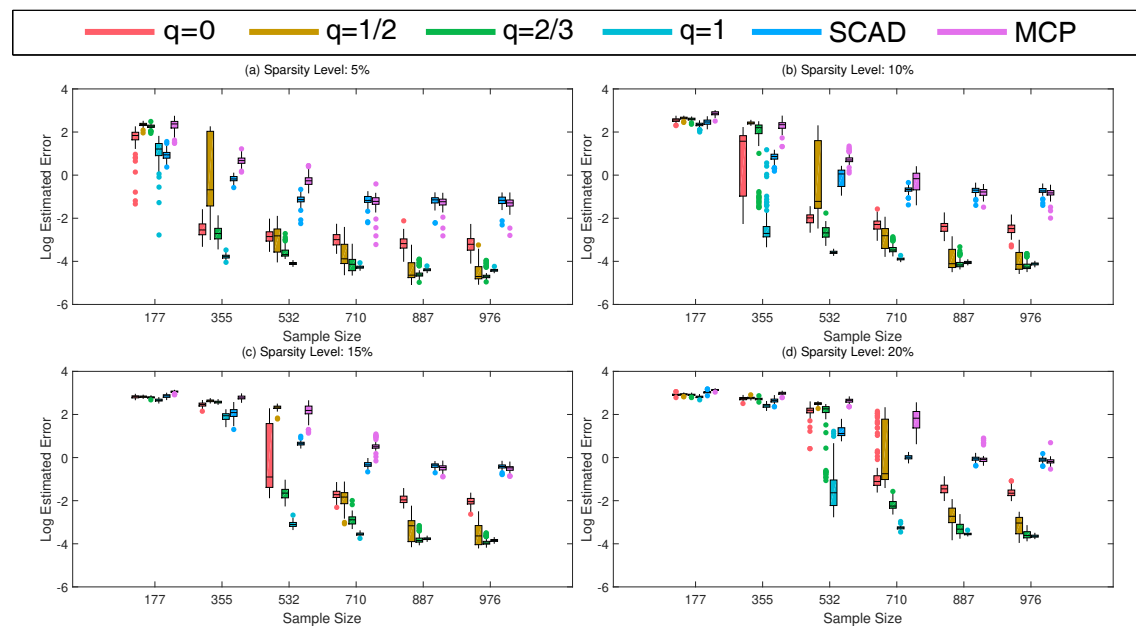 q=0 q=1/2 q=2/3 q=1 SCAD MCP
(a) Sparsity Level: 5%
Log Estimated Error
4
2
0
-2
-4
-6
177 355 532 710 887 976
Sample Size
(b) Sparsity Level: 10%
Log Estimated Error
4
2
0
-2
-4
-6
177 355 532 710 887 976
Sample Size
(c) Sparsity Level: 15%
Log Estimated Error
4
2
0
-2
-4
-6
177 355 532 710 887 976
Sample Size
(d) Sparsity Level: 20%
Log Estimated Error
4
2
0
-2
-4
-6
177 355 532 710 887 976
Sample Size